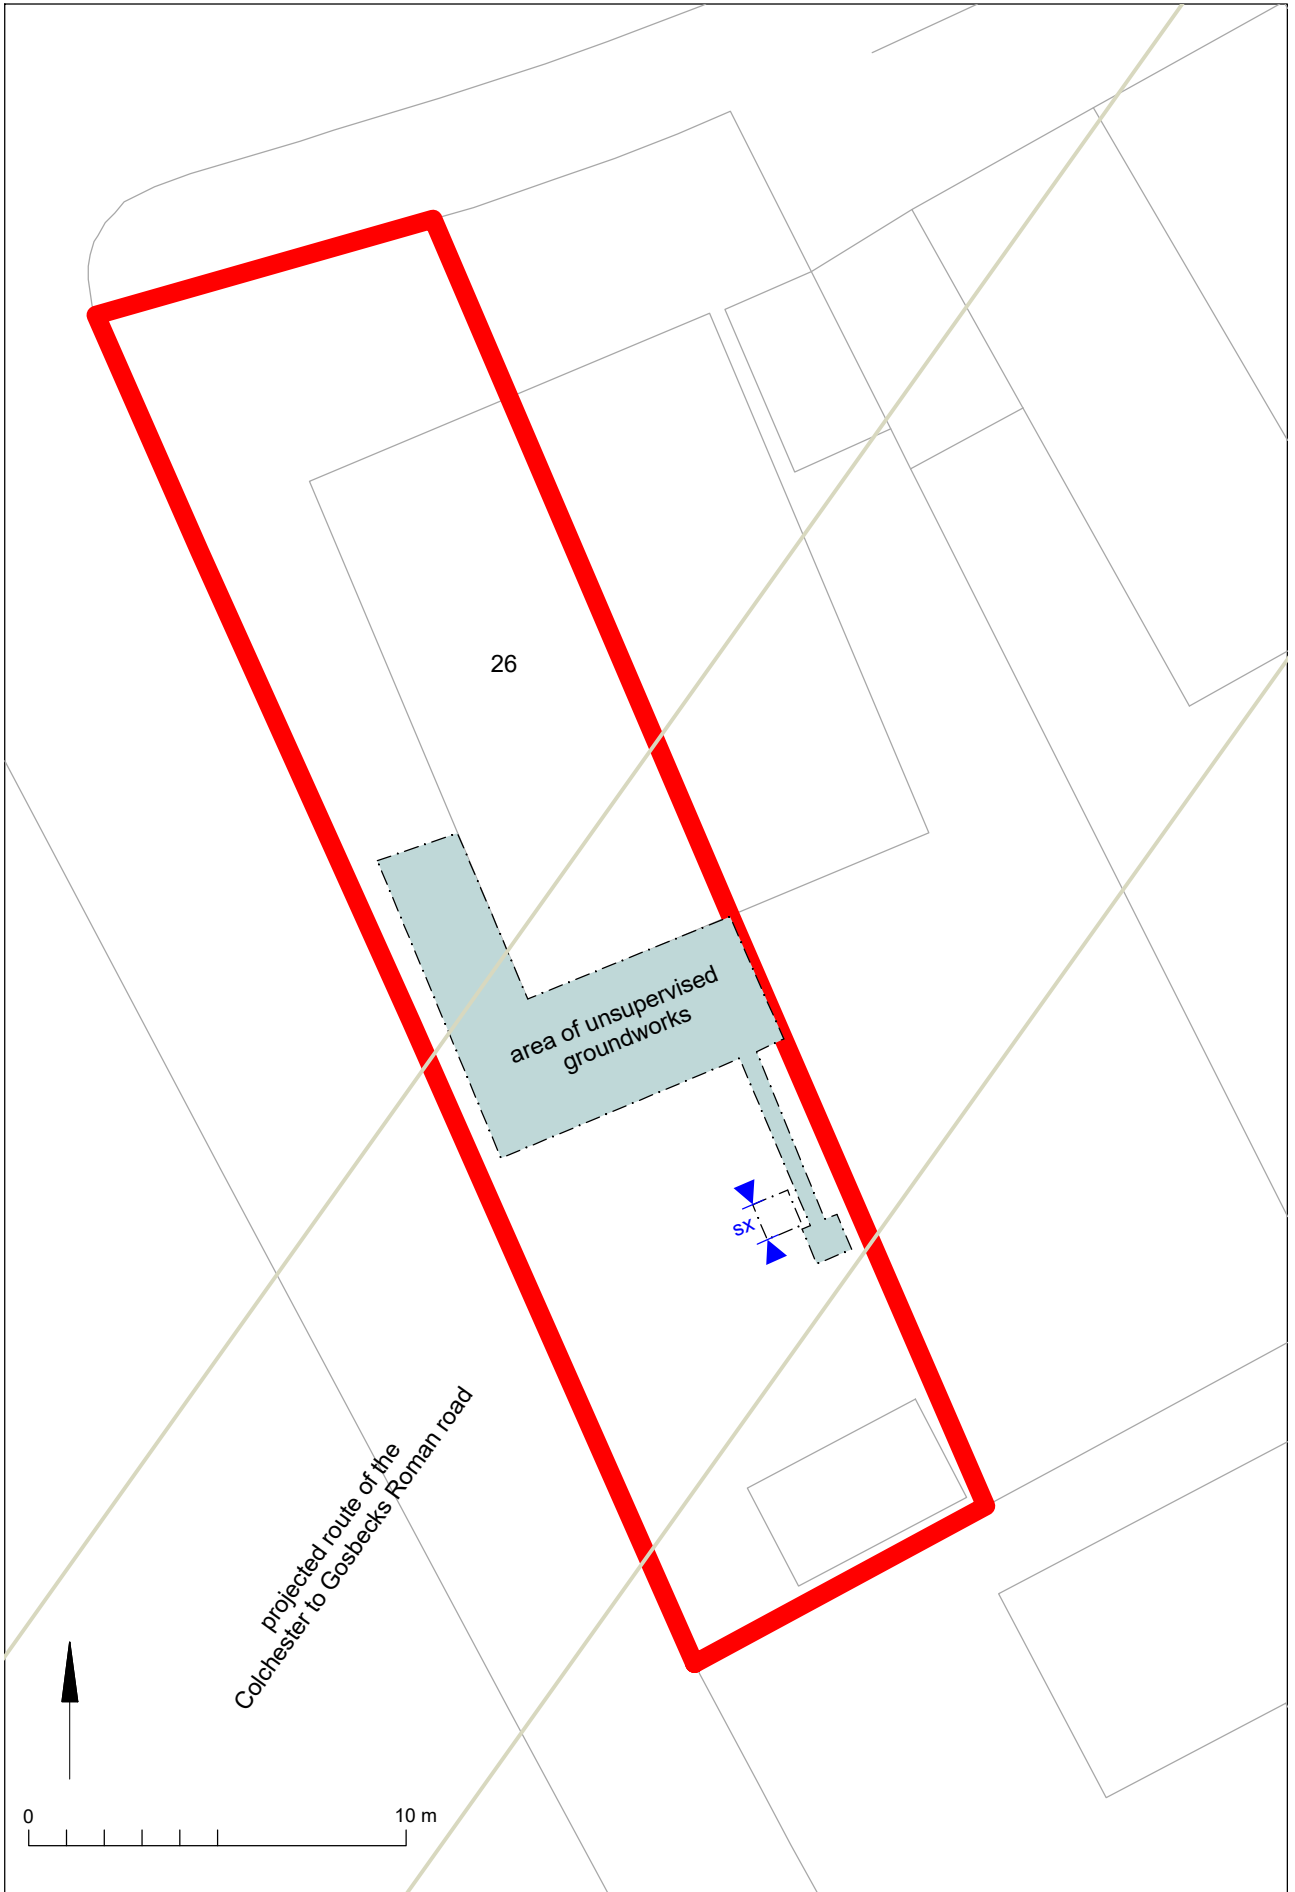 26
area of unsupervised
groundworks
sx
projected route of the
Colchester to Gosbecks Roman road
0
10 m